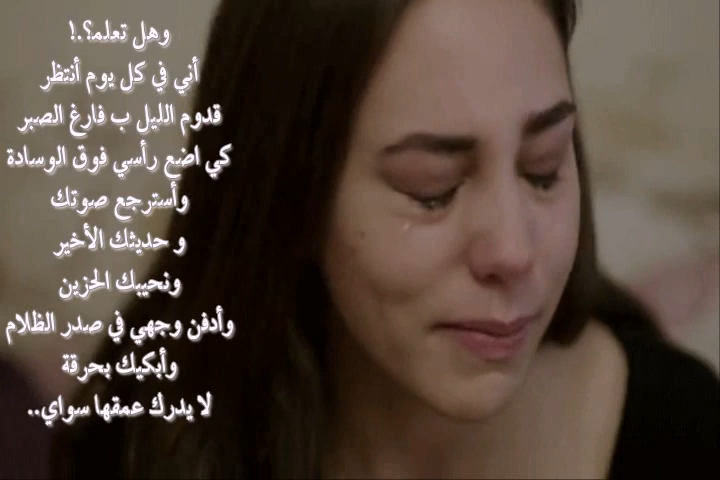 وهل تعلم؟.!
أني في كل يوم أنتظر
قدوم الليل ب فارغ الصبر
كي اضع رأسي فوق الوسادة
وأسترجع صوتك
و حديثك الأخير
ونحيبك الحزين
وأدفن وجهي في صدر الظلام
وأبكيك بحرقة
لا يدرك عمقها سواي..